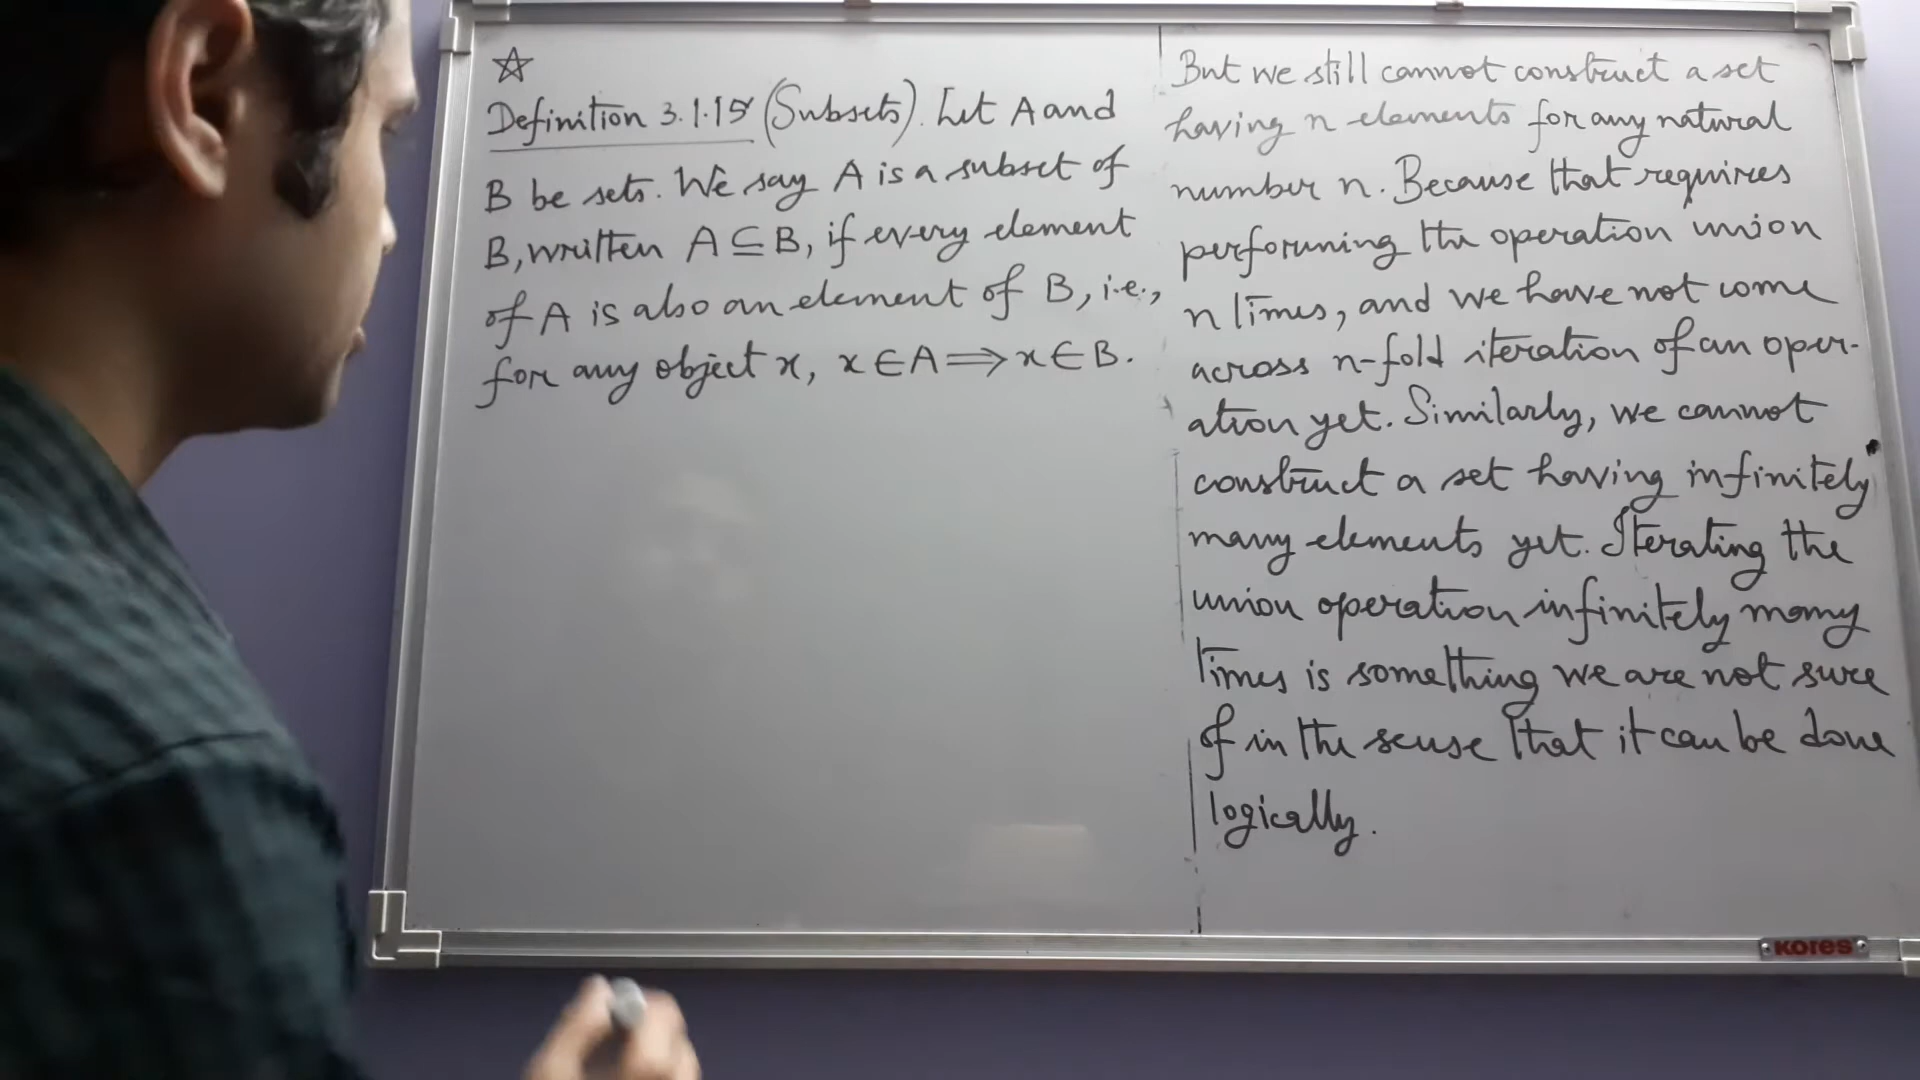 ☆
Definition 3.1.15 (Subsets). Let A and
B be sets. We say A is a subset of
B, written A ⊆ B, if every element
of A is also an element of B, i.e.,
for any object x, x ∈ A ⟹ x ∈ B.
But we still cannot construct a set
having n elements for any natural
number n. Because that requires
performing the operation union
n times, and we have not come
across n-fold iteration of an oper-
ation yet. Similarly, we cannot
construct a set having infinitely
many elements yet. Iterating the
union operation infinitely many
times is something we are not sure
of in the sense that it can be done
logically.
KORES